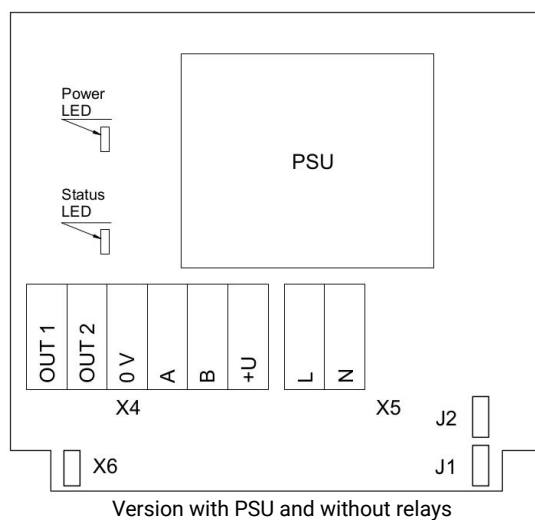 Power
LED
PSU
Status
LED
OUT 1
OUT 2
0 V
A
B
+U
L
N
X4
X5
J2
X6
J1
Version with PSU and without relays